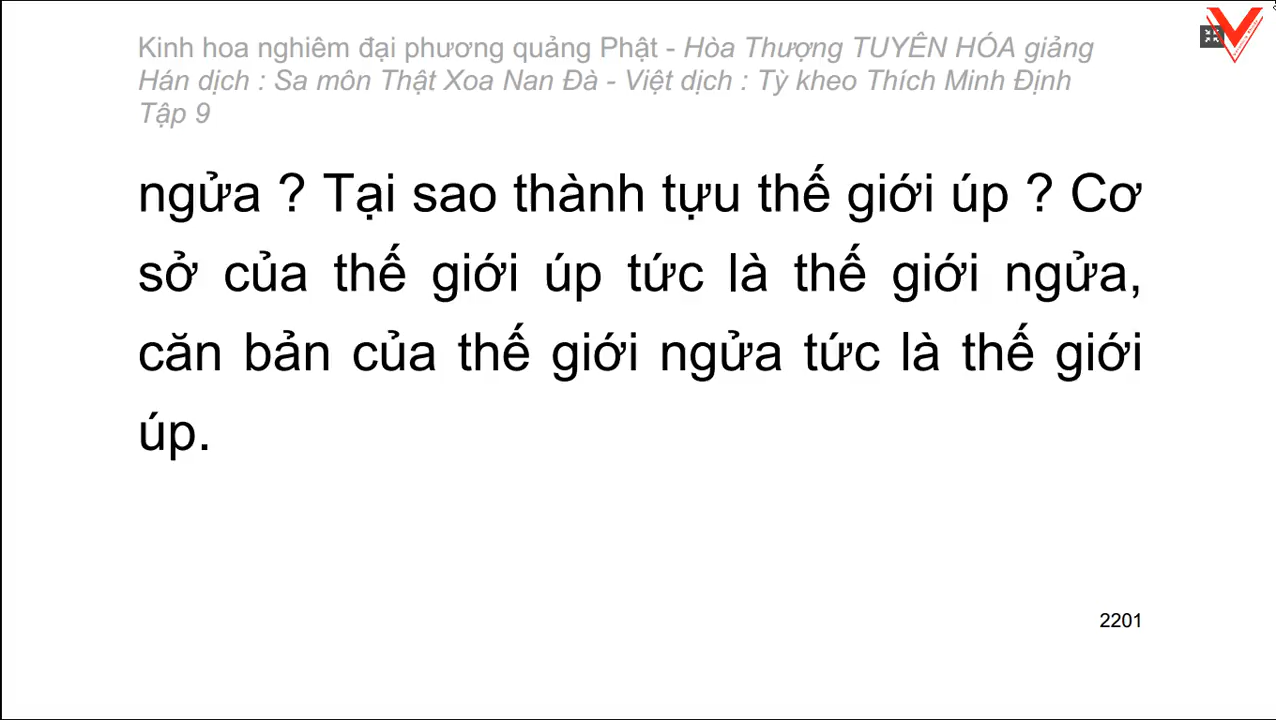 Kinh hoa nghiêm đại phương quảng Phật - Hòa Thượng TUYÊN HÓA giảng
Hán dịch : Sa môn Thật Xoa Nan Đà - Việt dịch : Tỳ kheo Thích Minh Định
Tập 9
ngửa ? Tại sao thành tựu thế giới úp ? Cơ
sở của thế giới úp tức là thế giới ngửa,
căn bản của thế giới ngửa tức là thế giới
úp.
2201